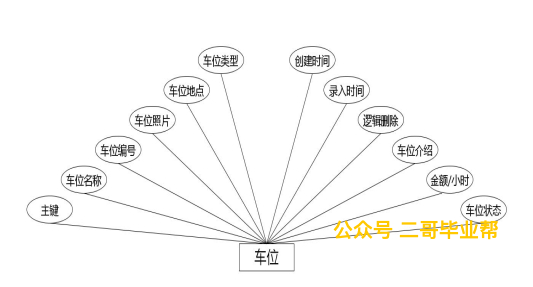 车位类型
创建时间
车位地点
录入时间
车位照片
逻辑删除
车位编号
车位介绍
车位名称
金额/小时
主键
车位状态
公众号 二哥毕业帮
车位